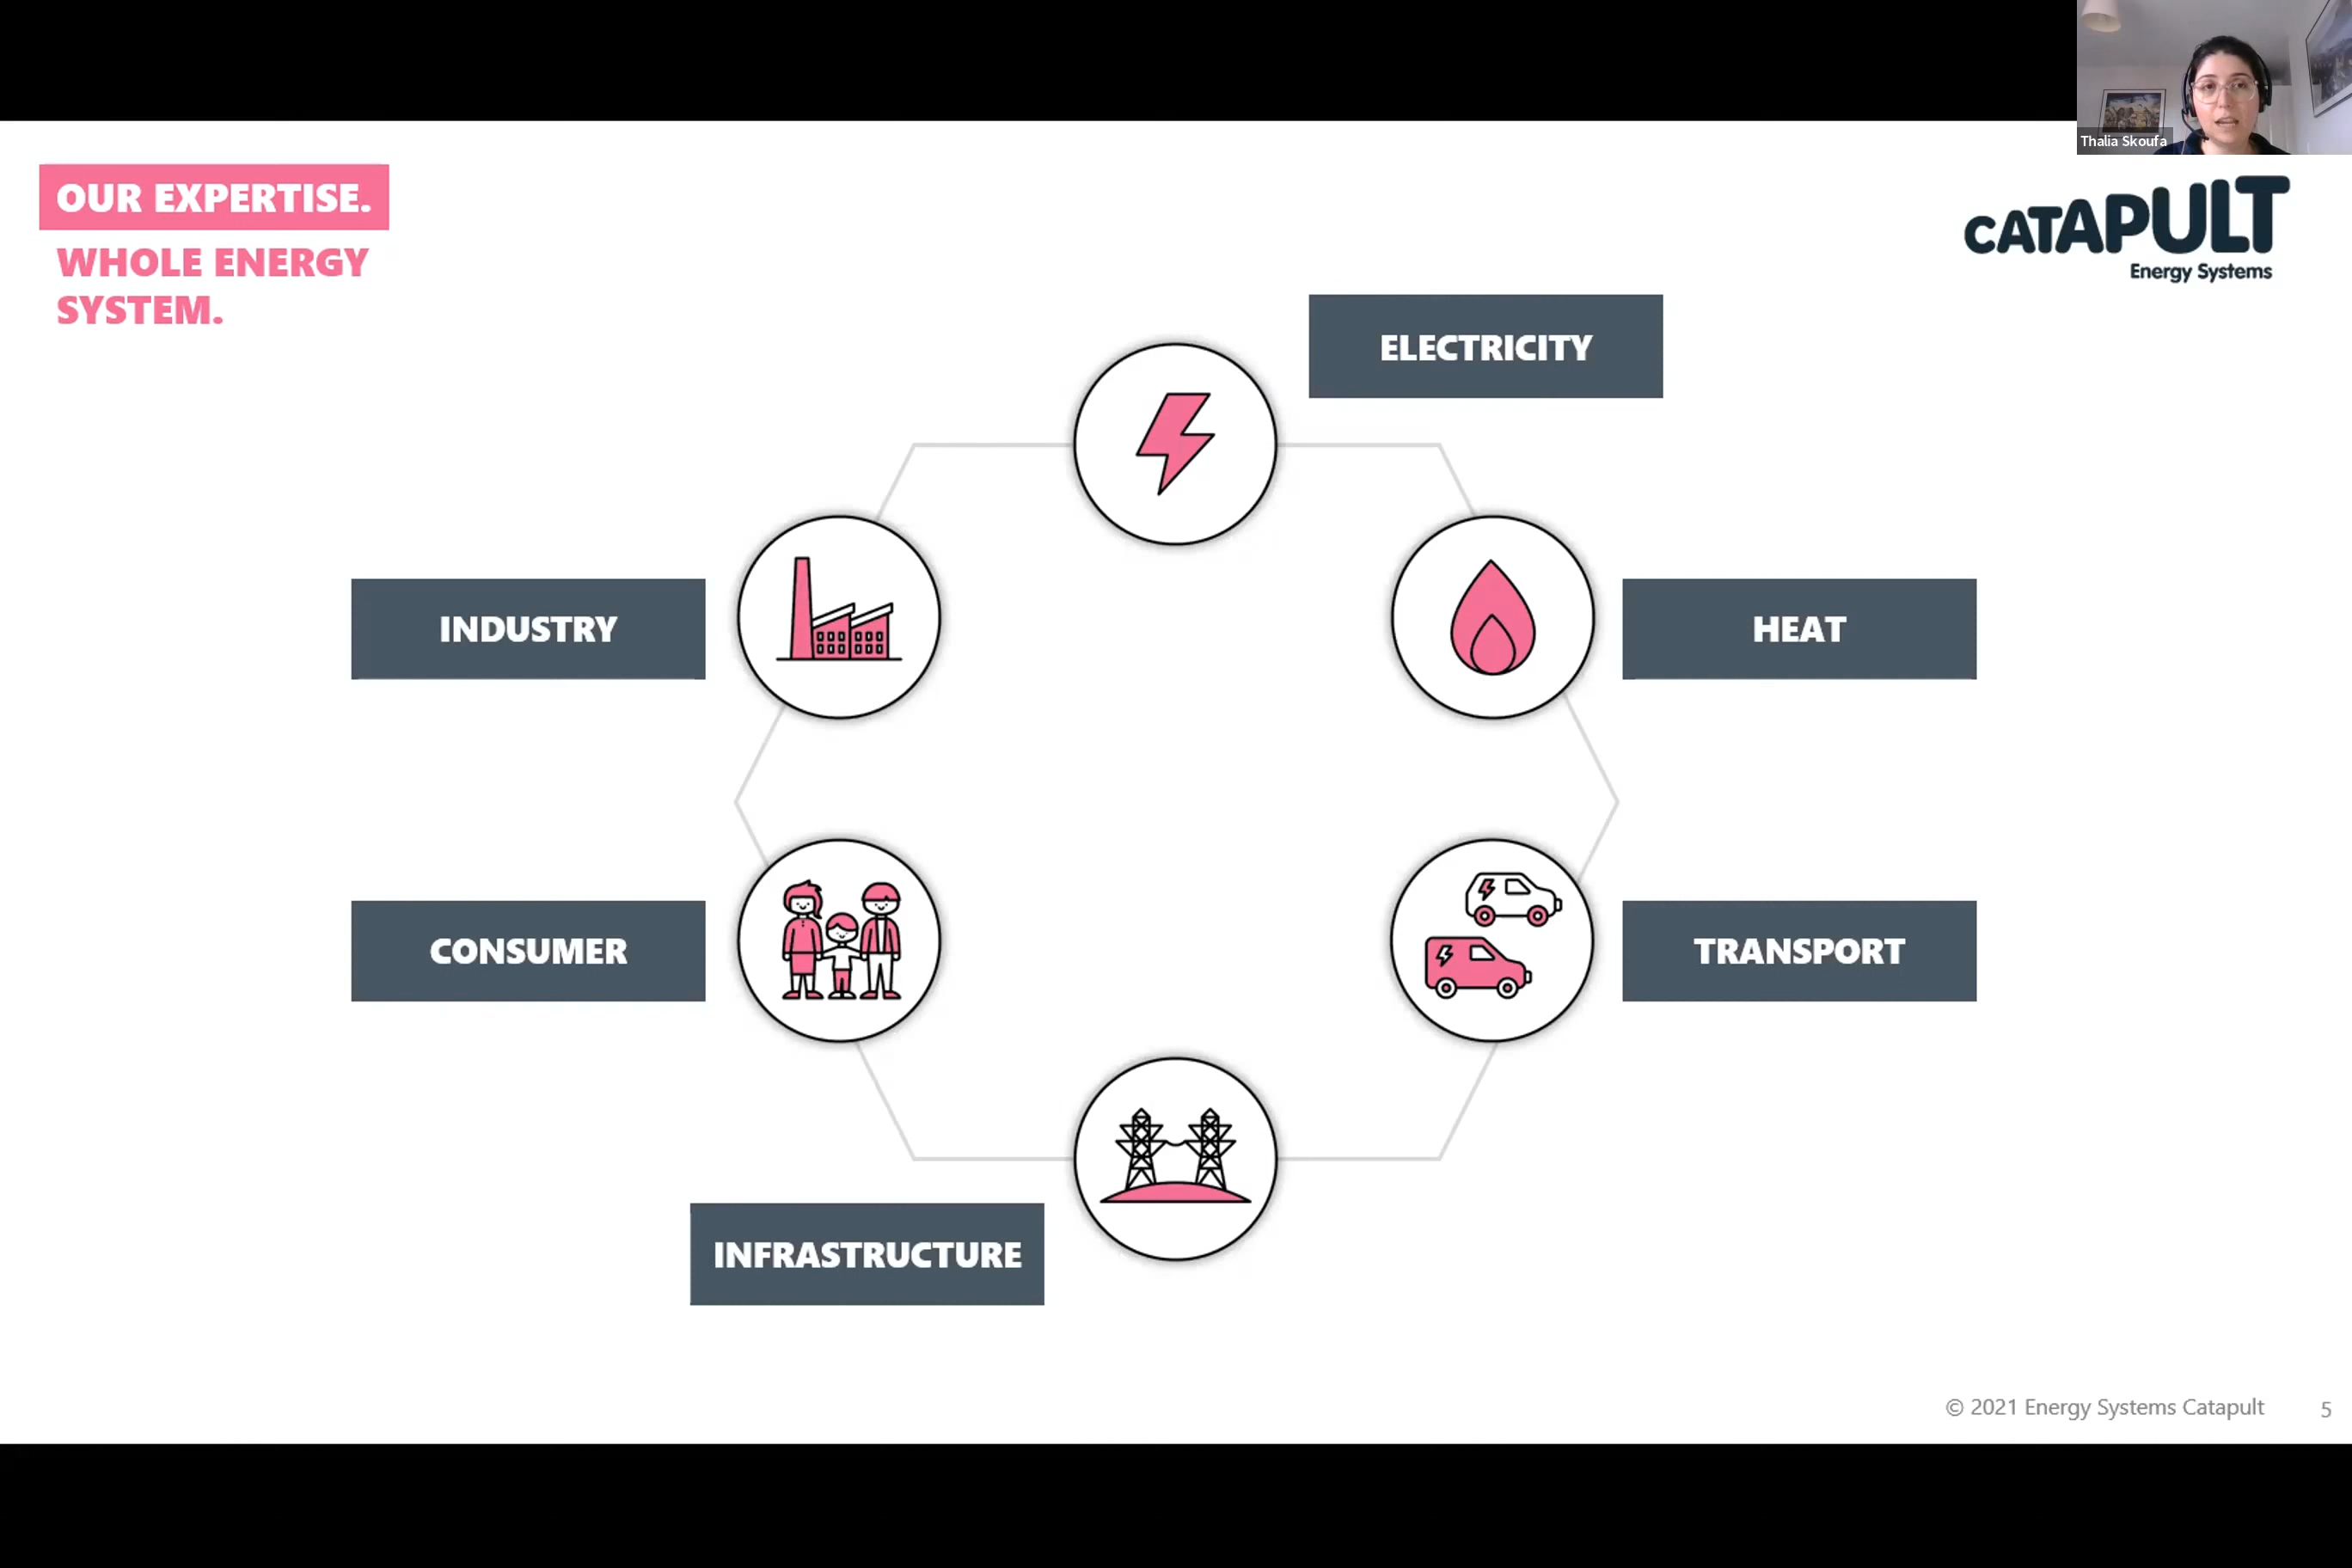 Thalia Skoufa
OUR EXPERTISE.
WHOLE ENERGY
SYSTEM.
CATAPULT
Energy Systems
ELECTRICITY
INDUSTRY
HEAT
CONSUMER
TRANSPORT
INFRASTRUCTURE
© 2021 Energy Systems Catapult
5